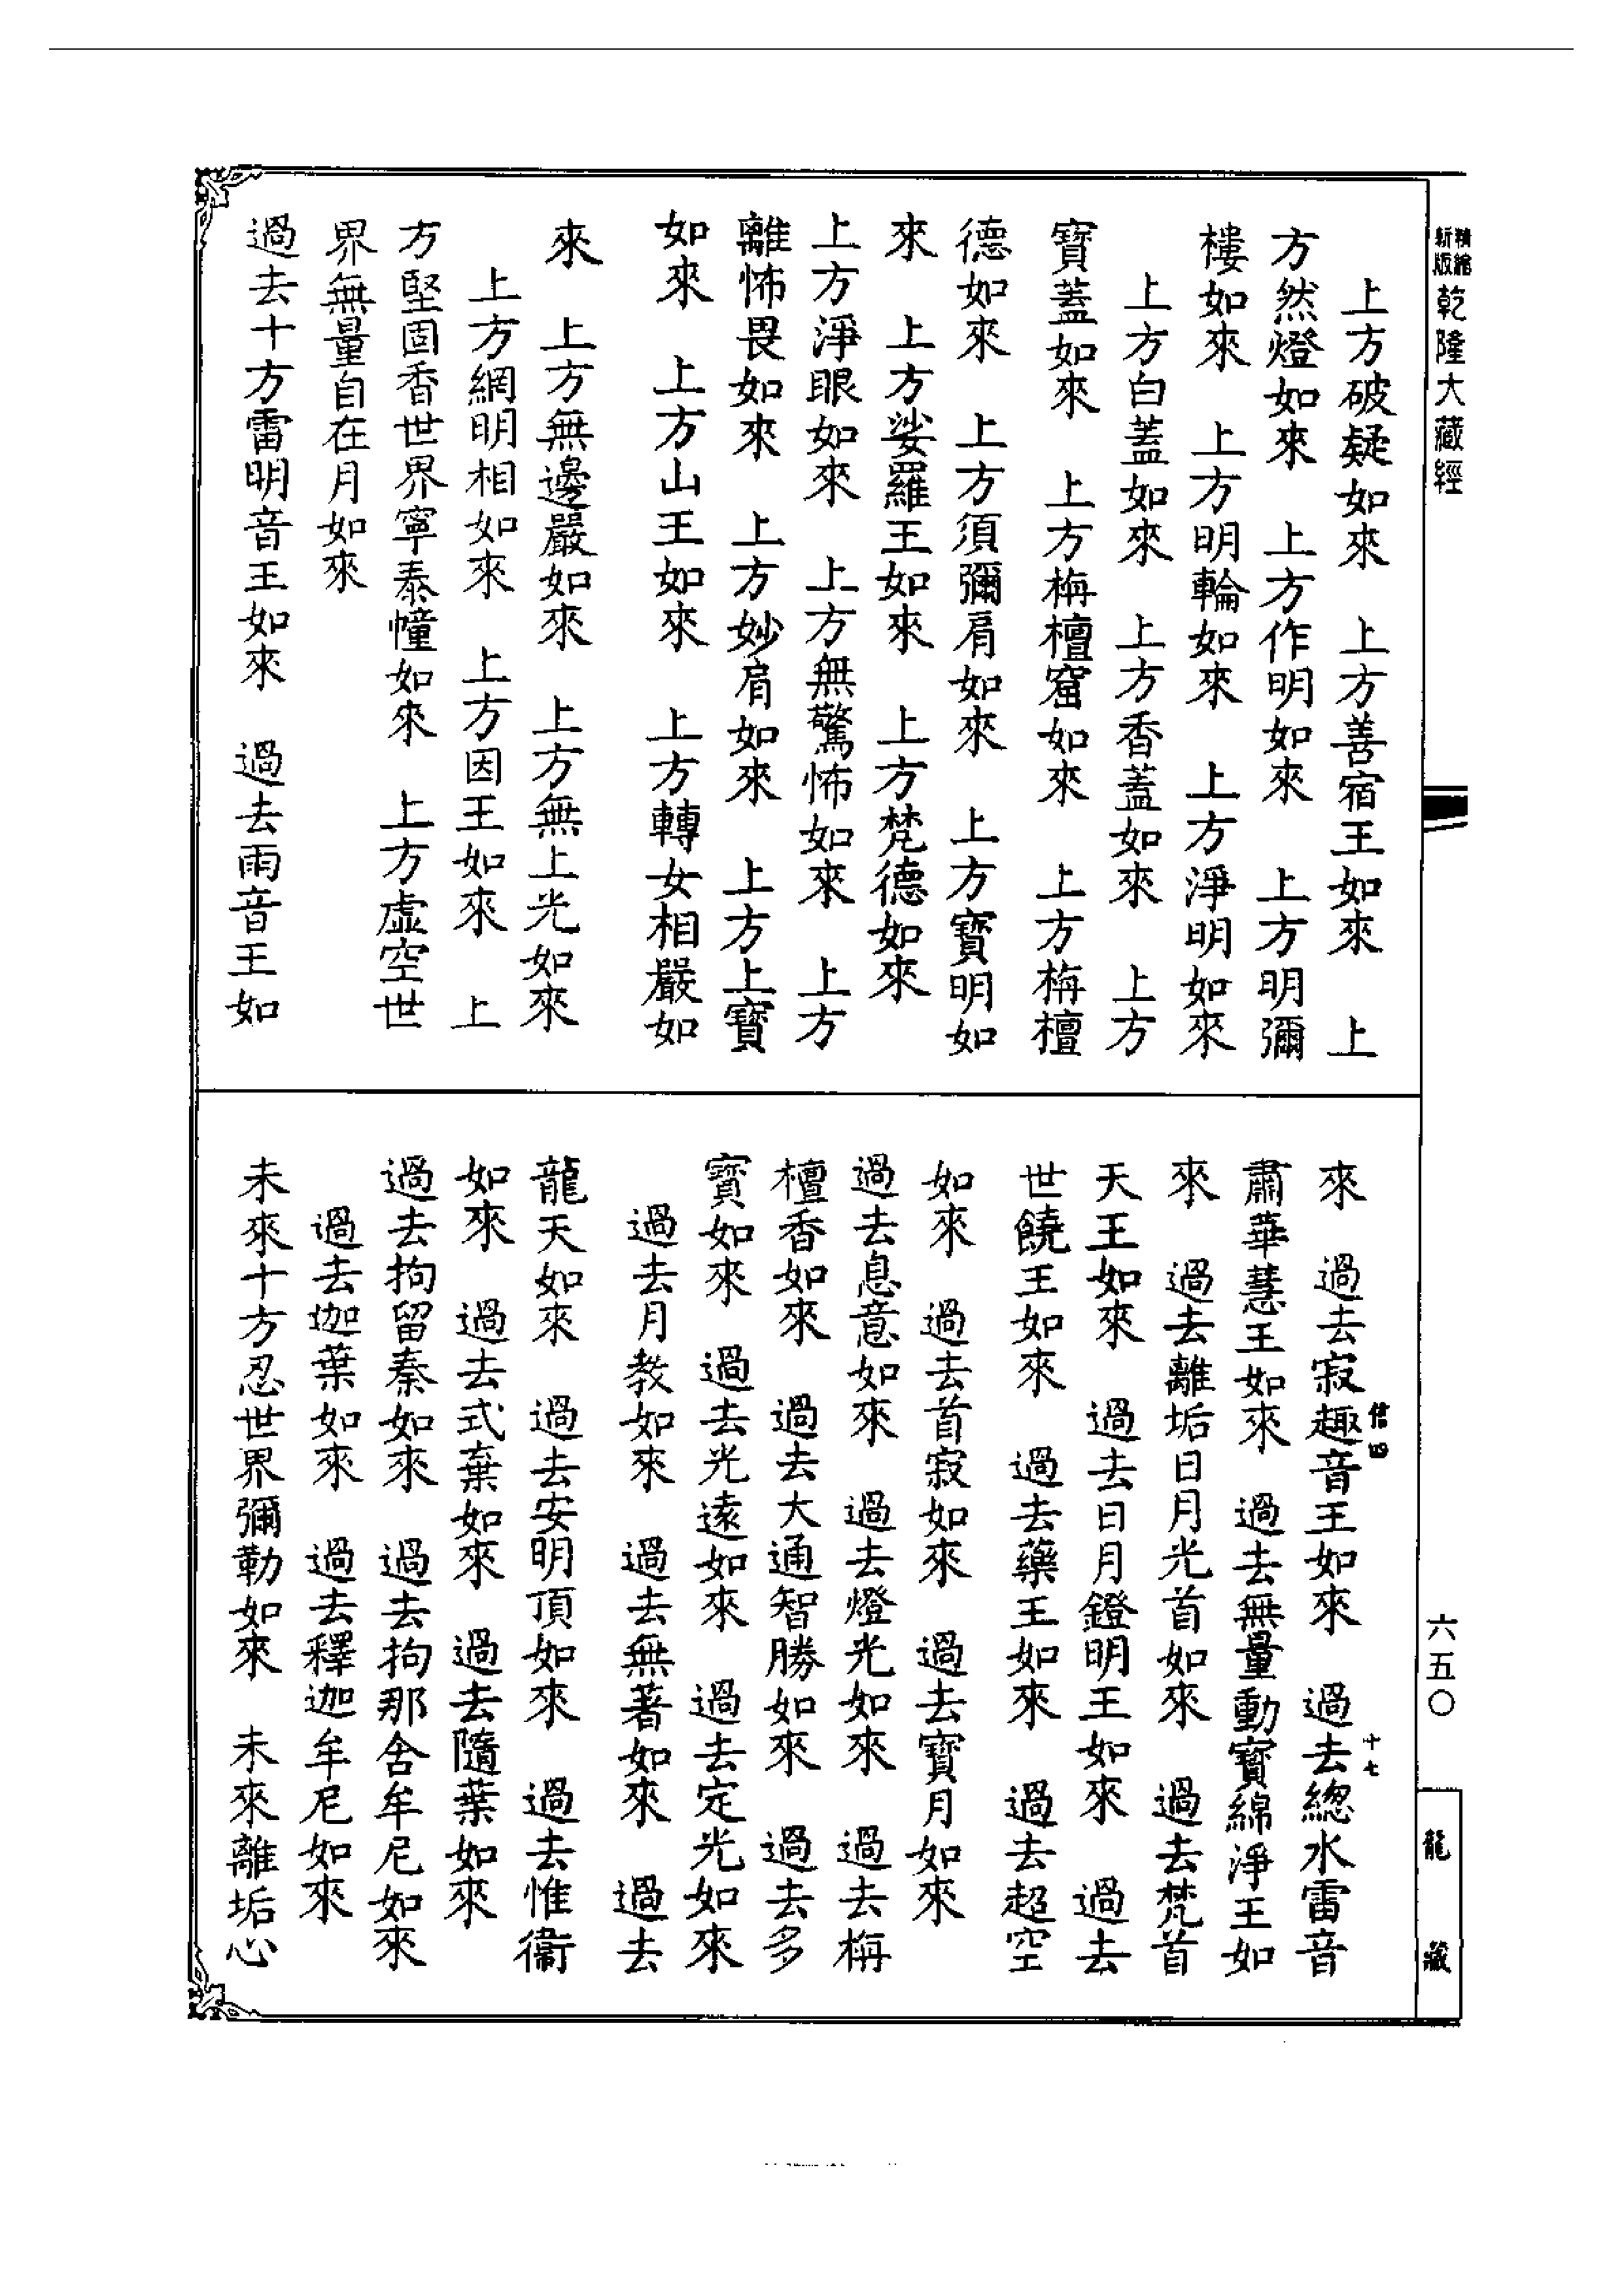 精縮新版乾隆大藏經
上方破疑如來　上方善宿王如來　上
方然燈如來　上方作明如來　上方明彌
樓如來　上方明輪如來　上方淨明如來
上方白蓋如來　上方香蓋如來　上方
寶蓋如來　上方栴檀窟如來　上方栴檀
德如來　上方須彌肩如來　上方寶明如
來　上方娑羅王如來　上方梵德如來
上方淨眼如來　上方無驚怖如來　上方
離怖畏如來　上方妙肩如來　上方上寶
如來　上方山王如來　上方轉女相嚴如
來　上方無邊嚴如來　上方無上光如來
上方網明相如來　上方因王如來　上
方堅固香世界寧泰幢如來　上方虛空世
界無量自在月如來
過去十方雷明音王如來　過去雨音王如
來　過去寂趣音王如來　過去總水雷音
肅華慧王如來　過去無量動寶綿淨王如
來　過去離垢日月光首如來　過去梵首
天王如來　過去日月鐙明王如來　過去
世饒王如來　過去藥王如來　過去超空
如來　過去首寂如來　過去寶月如來
過去息意如來　過去燈光如來　過去栴
檀香如來　過去大通智勝如來　過去多
寶如來　過去光遠如來　過去定光如來
過去月教如來　過去無著如來　過去
龍天如來　過去安明頂如來　過去惟衞
如來　過去式棄如來　過去隨葉如來
過去拘留秦如來　過去拘那舍牟尼如來
過去迦葉如來　過去釋迦牟尼如來
未來十方忍世界彌勒如來　未來離垢心
信四
十七
六五〇
龍藏